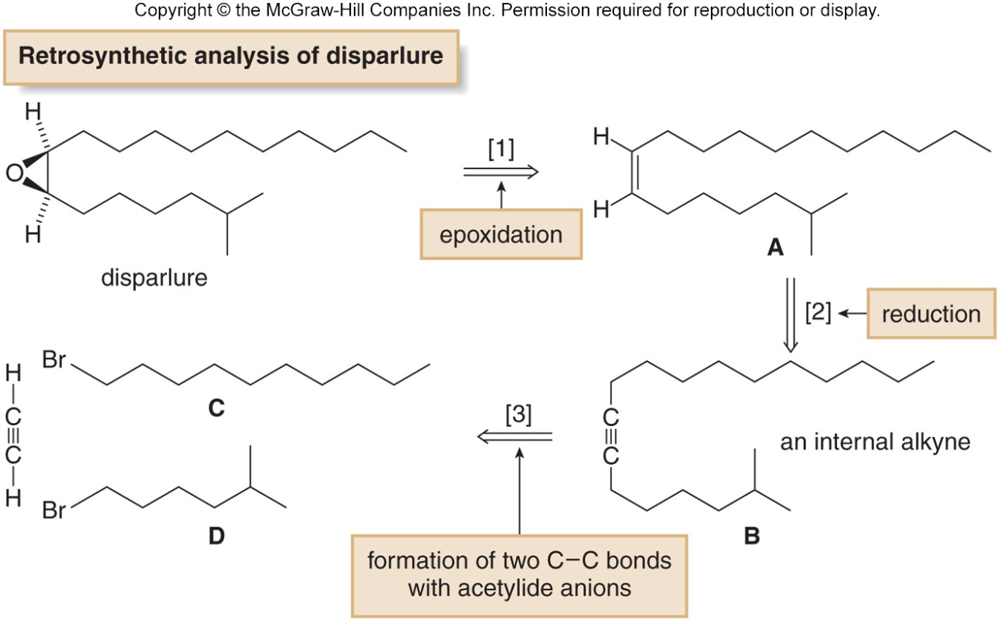 Copyright © the McGraw-Hill Companies Inc. Permission required for reproduction or display.
Retrosynthetic analysis of disparlure
H
O
H
disparlure
[1]
epoxidation
H
H
A
[2]
reduction
H
C
C
H
Br
C
Br
D
[3]
formation of two C–C bonds
with acetylide anions
C
C
an internal alkyne
B